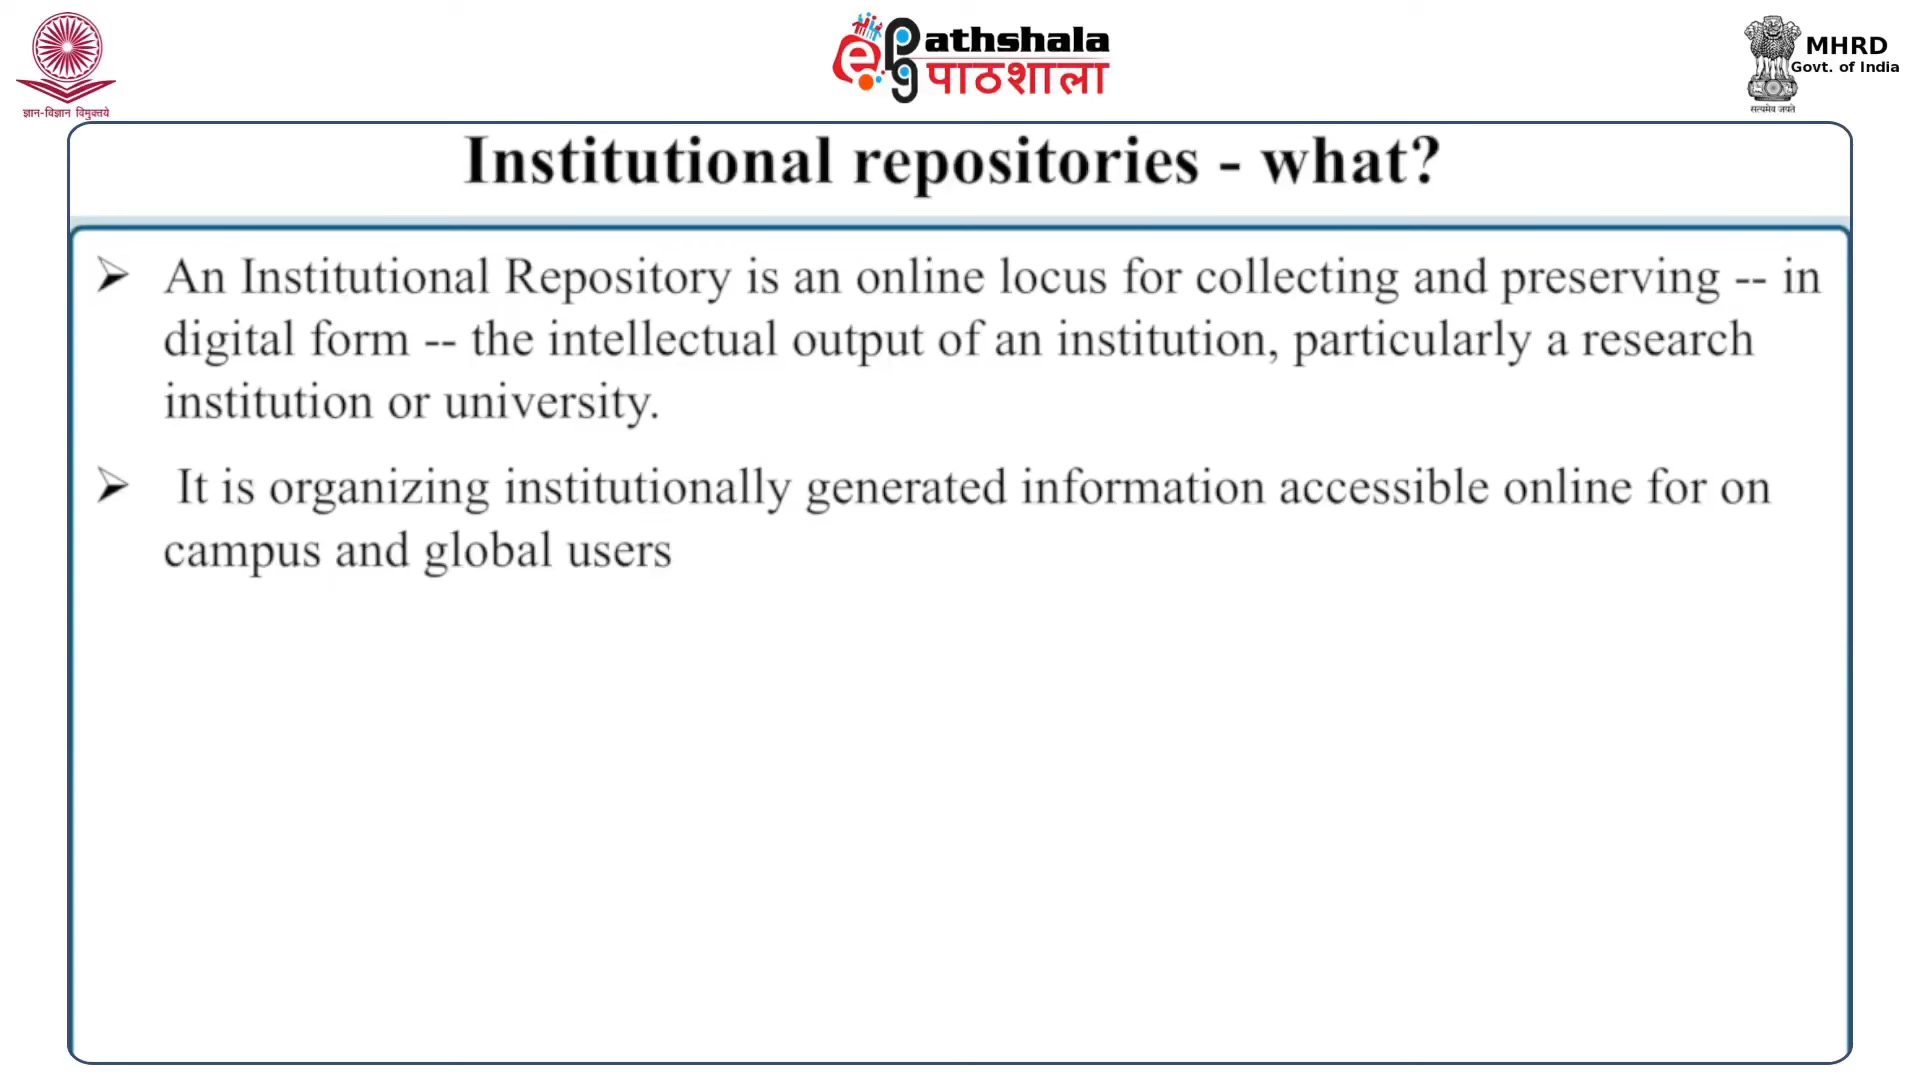 ज्ञान-विज्ञान विमुक्तये
ePathshala
पाठशाला
MHRD
Govt. of India
सत्यमेव जयते
Institutional repositories - what?
➢ An Institutional Repository is an online locus for collecting and preserving -- in
digital form -- the intellectual output of an institution, particularly a research
institution or university.
➢ It is organizing institutionally generated information accessible online for on
campus and global users